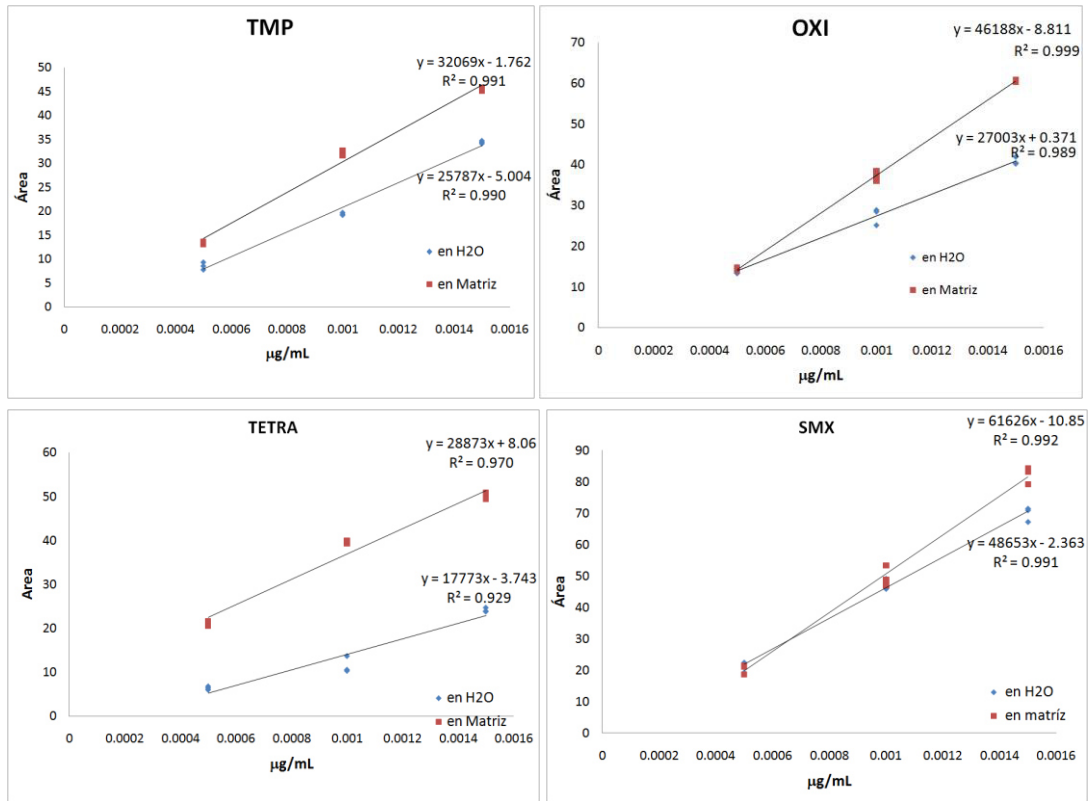 TMP
y = 32069x - 1.762
R² = 0.991
50
45
40
35
30
25
20
15
10
5
0
Área
y = 25787x - 5.004
R² = 0.990
en H2O
en Matriz
0 0.0002 0.0004 0.0006 0.0008 0.001 0.0012 0.0014 0.0016
µg/mL
OXI
y = 46188x - 8.811
R² = 0.999
70
60
50
40
30
20
10
0
Área
y = 27003x + 0.371
R² = 0.989
en H2O
en Matriz
0 0.0002 0.0004 0.0006 0.0008 0.001 0.0012 0.0014 0.0016
µg/mL
TETRA
y = 28873x + 8.06
R² = 0.970
60
50
40
30
20
10
0
Area
y = 17773x - 3.743
R² = 0.929
en H2O
en Matriz
0 0.0002 0.0004 0.0006 0.0008 0.001 0.0012 0.0014 0.0016
µg/mL
SMX
y = 61626x - 10.85
R² = 0.992
90
80
70
60
50
40
30
20
10
0
Área
y = 48653x - 2.363
R² = 0.991
en H2O
en matríz
0 0.0002 0.0004 0.0006 0.0008 0.001 0.0012 0.0014 0.0016
µg/mL